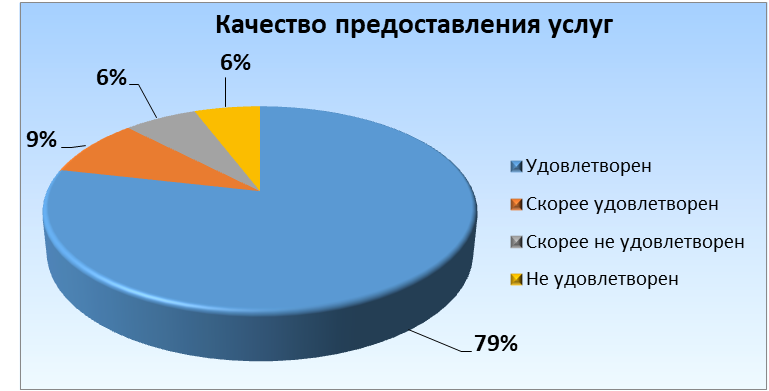 Качество предоставления услуг
6%
6%
9%
79%
Удовлетворен
Скорее удовлетворен
Скорее не удовлетворен
Не удовлетворен